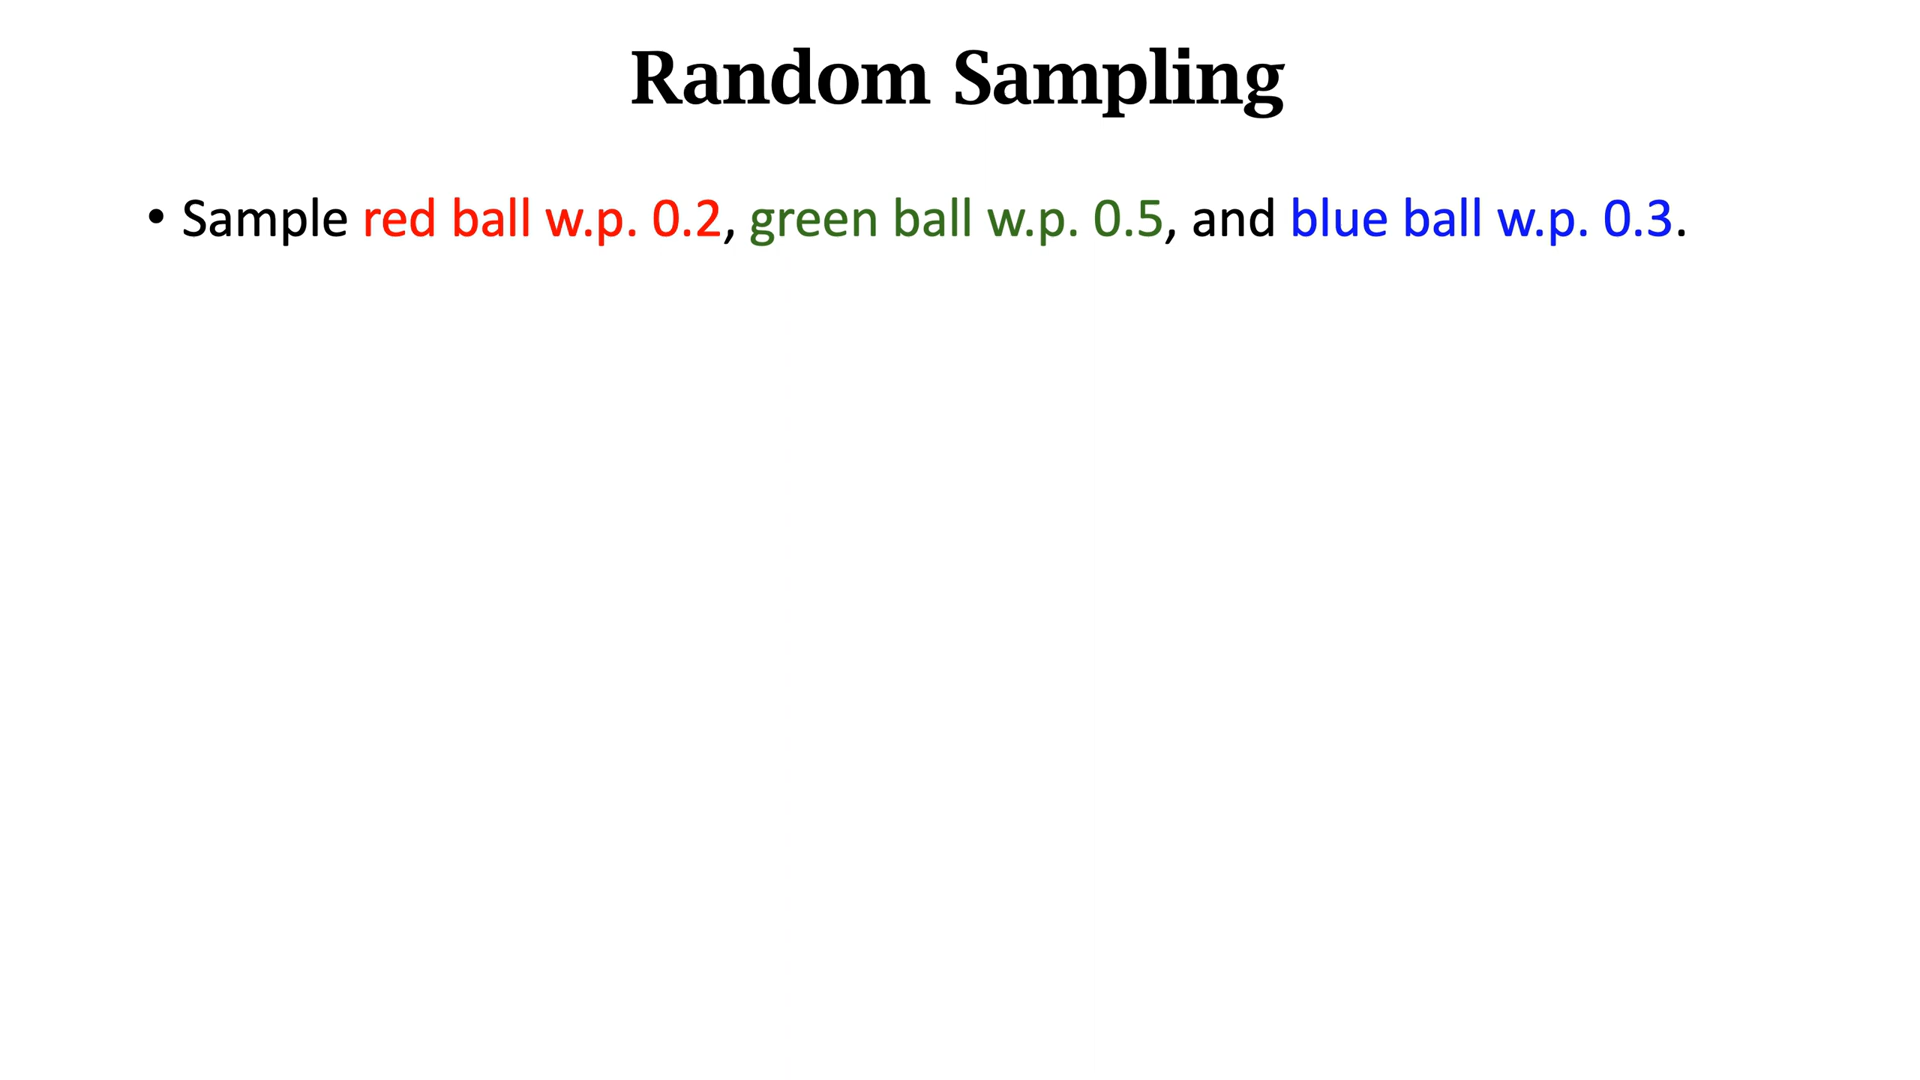 Random Sampling
• Sample red ball w.p. 0.2, green ball w.p. 0.5, and blue ball w.p. 0.3.